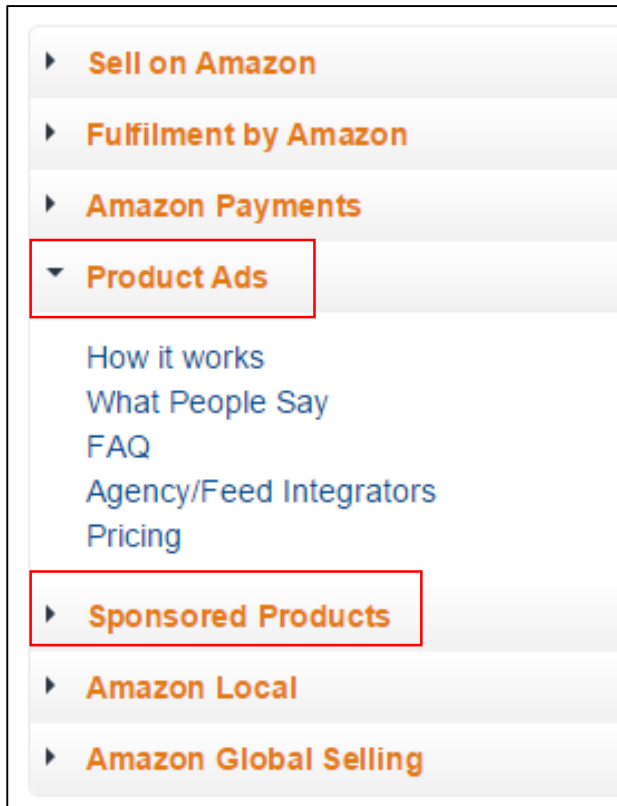 Sell on Amazon
Fulfilment by Amazon
Amazon Payments
Product Ads
How it works
What People Say
FAQ
Agency/Feed Integrators
Pricing
Sponsored Products
Amazon Local
Amazon Global Selling